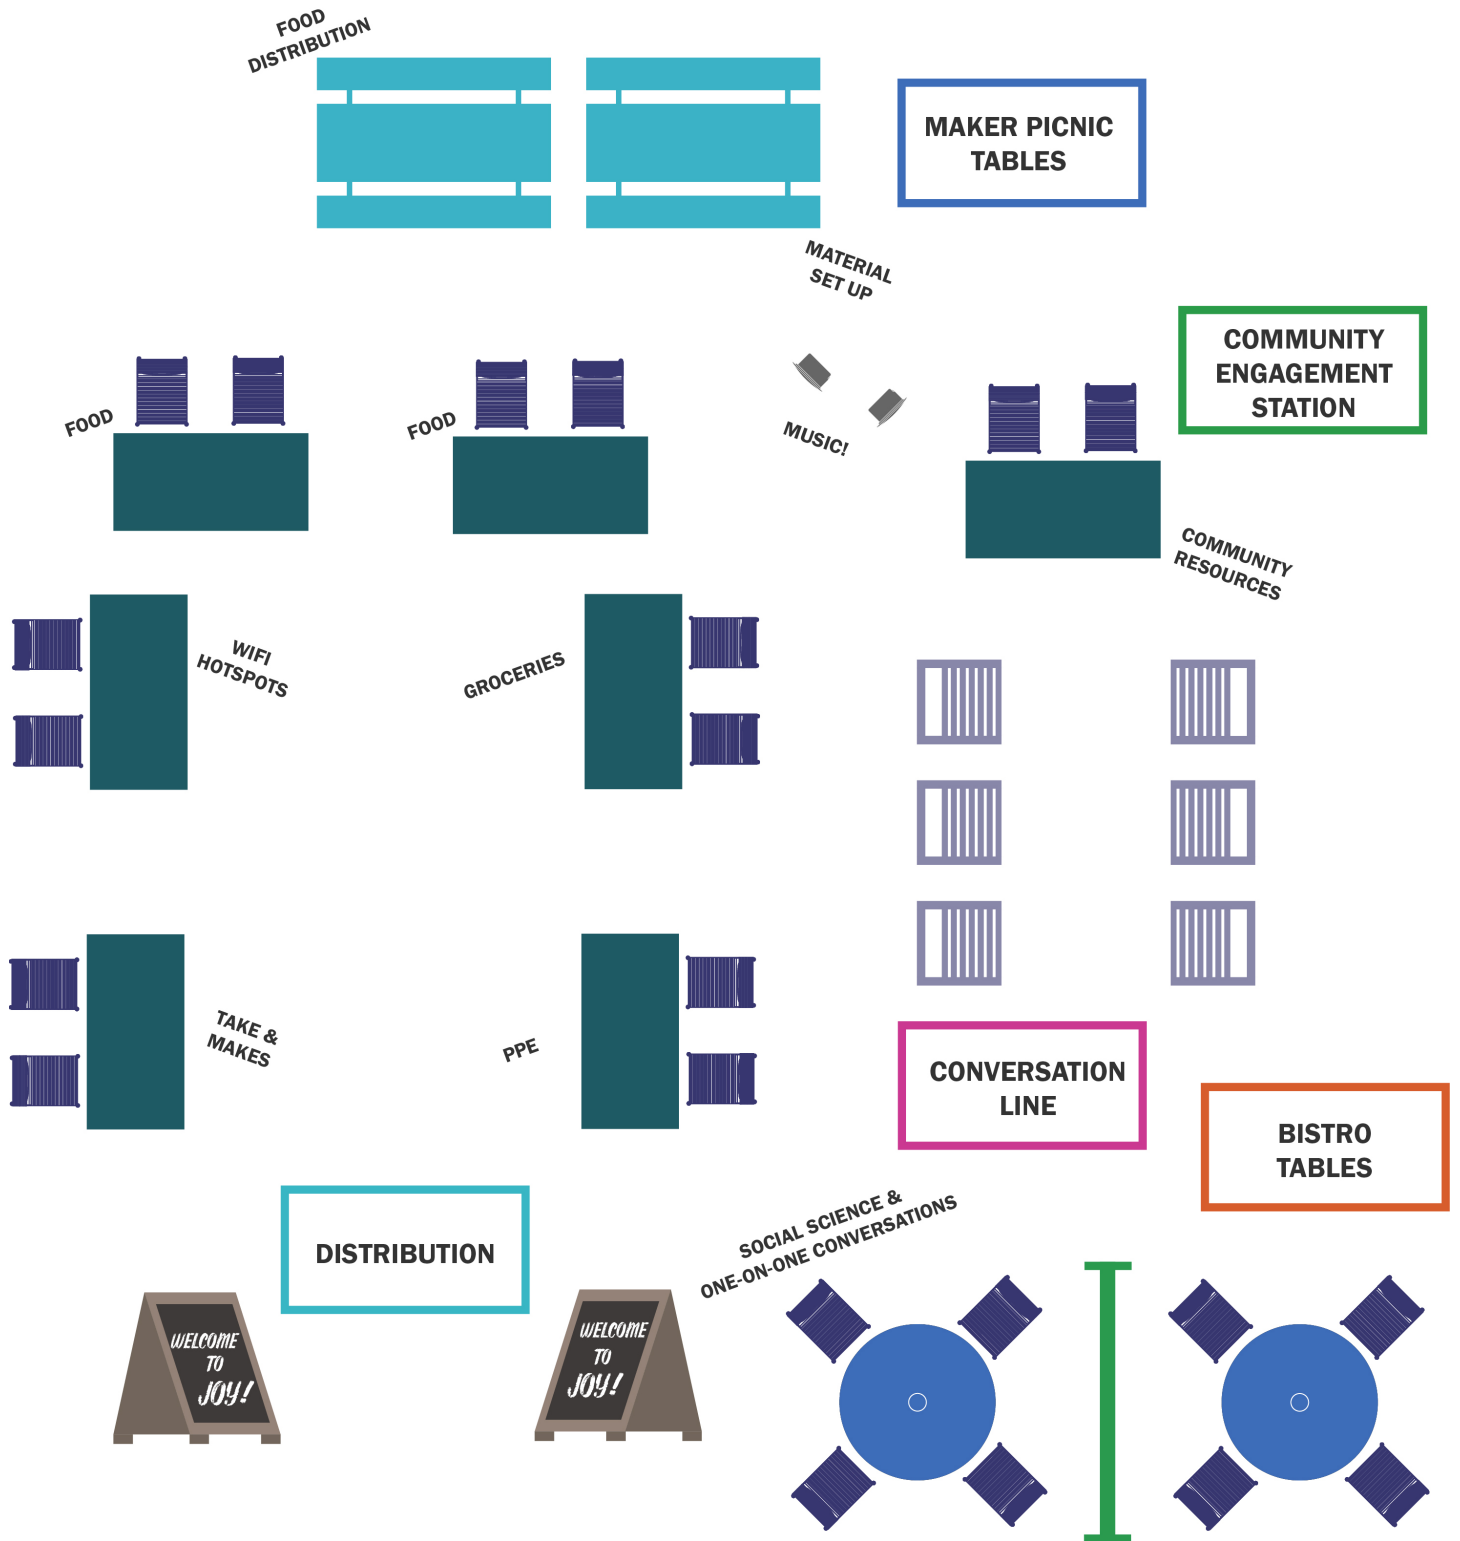 FOOD
DISTRIBUTION
MAKER PICNIC
TABLES
MATERIAL
SET UP
COMMUNITY
ENGAGEMENT
STATION
FOOD
FOOD
MUSIC!
COMMUNITY
RESOURCES
WIFI
HOTSPOTS
GROCERIES
TAKE &
MAKES
PPE
CONVERSATION
LINE
BISTRO
TABLES
DISTRIBUTION
SOCIAL SCIENCE &
ONE-ON-ONE CONVERSATIONS
WELCOME
TO
JOY!
WELCOME
TO
JOY!